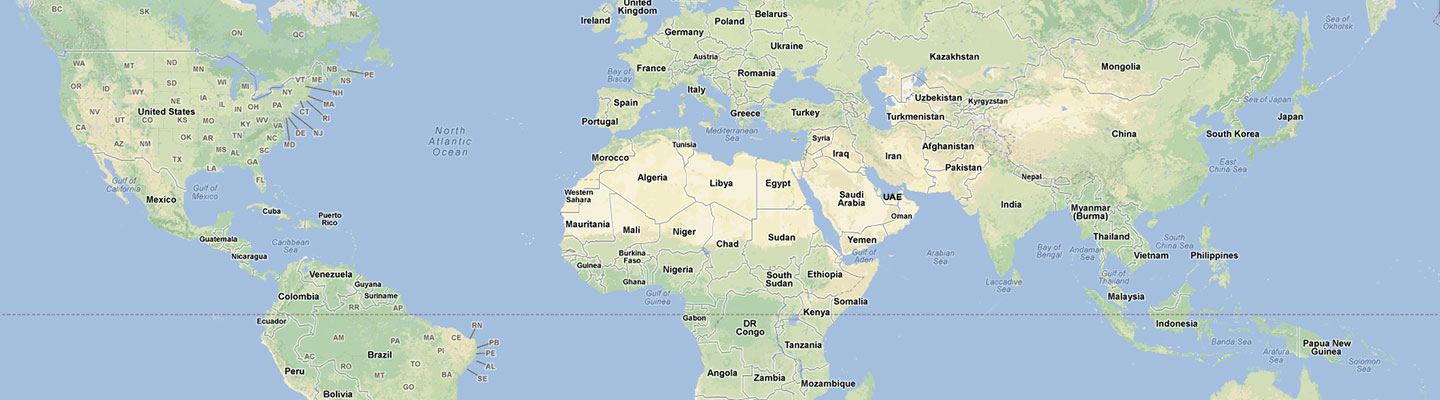 BC
SK
NL
ON
QC
WA
MT
ND
MN
NB
PE
OR
ID
SD
WI
MI
VT
ME
NS
WY
NY
NH
NV
UT
NE
IA
IL
IN
OH
PA
CT
MA
RI
United States
CO
KS
MO
KY
WV
VA
NJ
CA
AZ
NM
OK
AR
TN
NC
DE
MD
TX
MS
AL
SC
LA
GA
FL
North
Atlantic
Ocean
Gulf of
California
Gulf of
Mexico
Mexico
Cuba
Puerto
Rico
Guatemala
Caribbean
Sea
Nicaragua
Venezuela
Guyana
Colombia
Suriname
RR
AP
Ecuador
AM
PA
MA
CE
RN
PB
PE
AL
SE
PI
AC
RO
Brazil
MT
GO
BA
Peru
Bolivia
Ireland
United
Kingdom
Poland
Belarus
Germany
Ukraine
Austria
France
Romania
Bay of
Biscay
Italy
Spain
Portugal
Greece
Turkey
Mediterranean
Sea
Tunisia
Morocco
Syria
Iraq
Iran
Algeria
Libya
Egypt
Western
Sahara
Saudi
Arabia
UAE
Oman
Mauritania
Mali
Niger
Chad
Sudan
Yemen
Gulf of
Aden
Burkina
Faso
Guinea
Ghana
Nigeria
South
Sudan
Ethiopia
Gulf of
Guinea
Somalia
Gabon
DR
Congo
Kenya
Tanzania
Angola
Zambia
Mozambique
Kazakhstan
Mongolia
Sea of
Okhotsk
Uzbekistan
Kyrgyzstan
Turkmenistan
Sea of Japan
Japan
China
South Korea
Afghanistan
Pakistan
Nepal
East
China Sea
India
Myanmar
(Burma)
Thailand
Vietnam
South
China Sea
Philippines
Arabian
Sea
Bay of
Bengal
Andaman
Sea
Laccadive
Sea
Gulf of
Thailand
Malaysia
Indonesia
Banda Sea
Arafura
Sea
Papua New
Guinea
Solomon
Sea